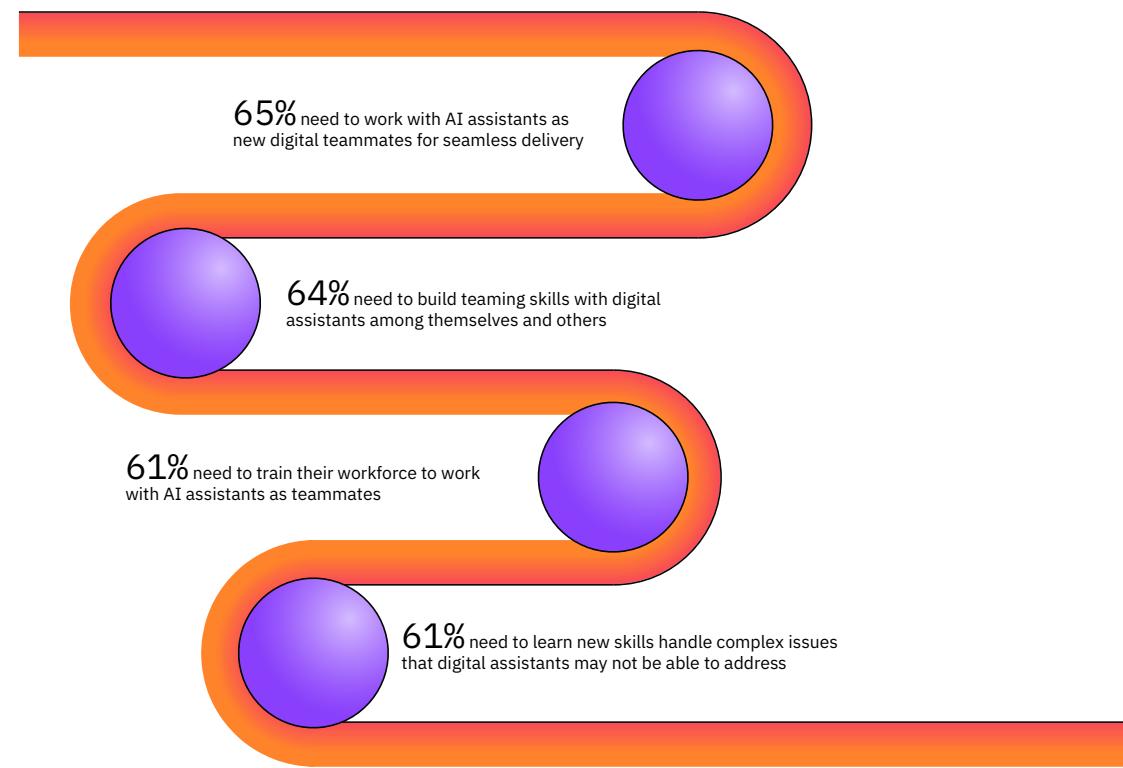 65% need to work with AI assistants as
new digital teammates for seamless delivery
64% need to build teaming skills with digital
assistants among themselves and others
61% need to train their workforce to work
with AI assistants as teammates
61% need to learn new skills handle complex issues
that digital assistants may not be able to address